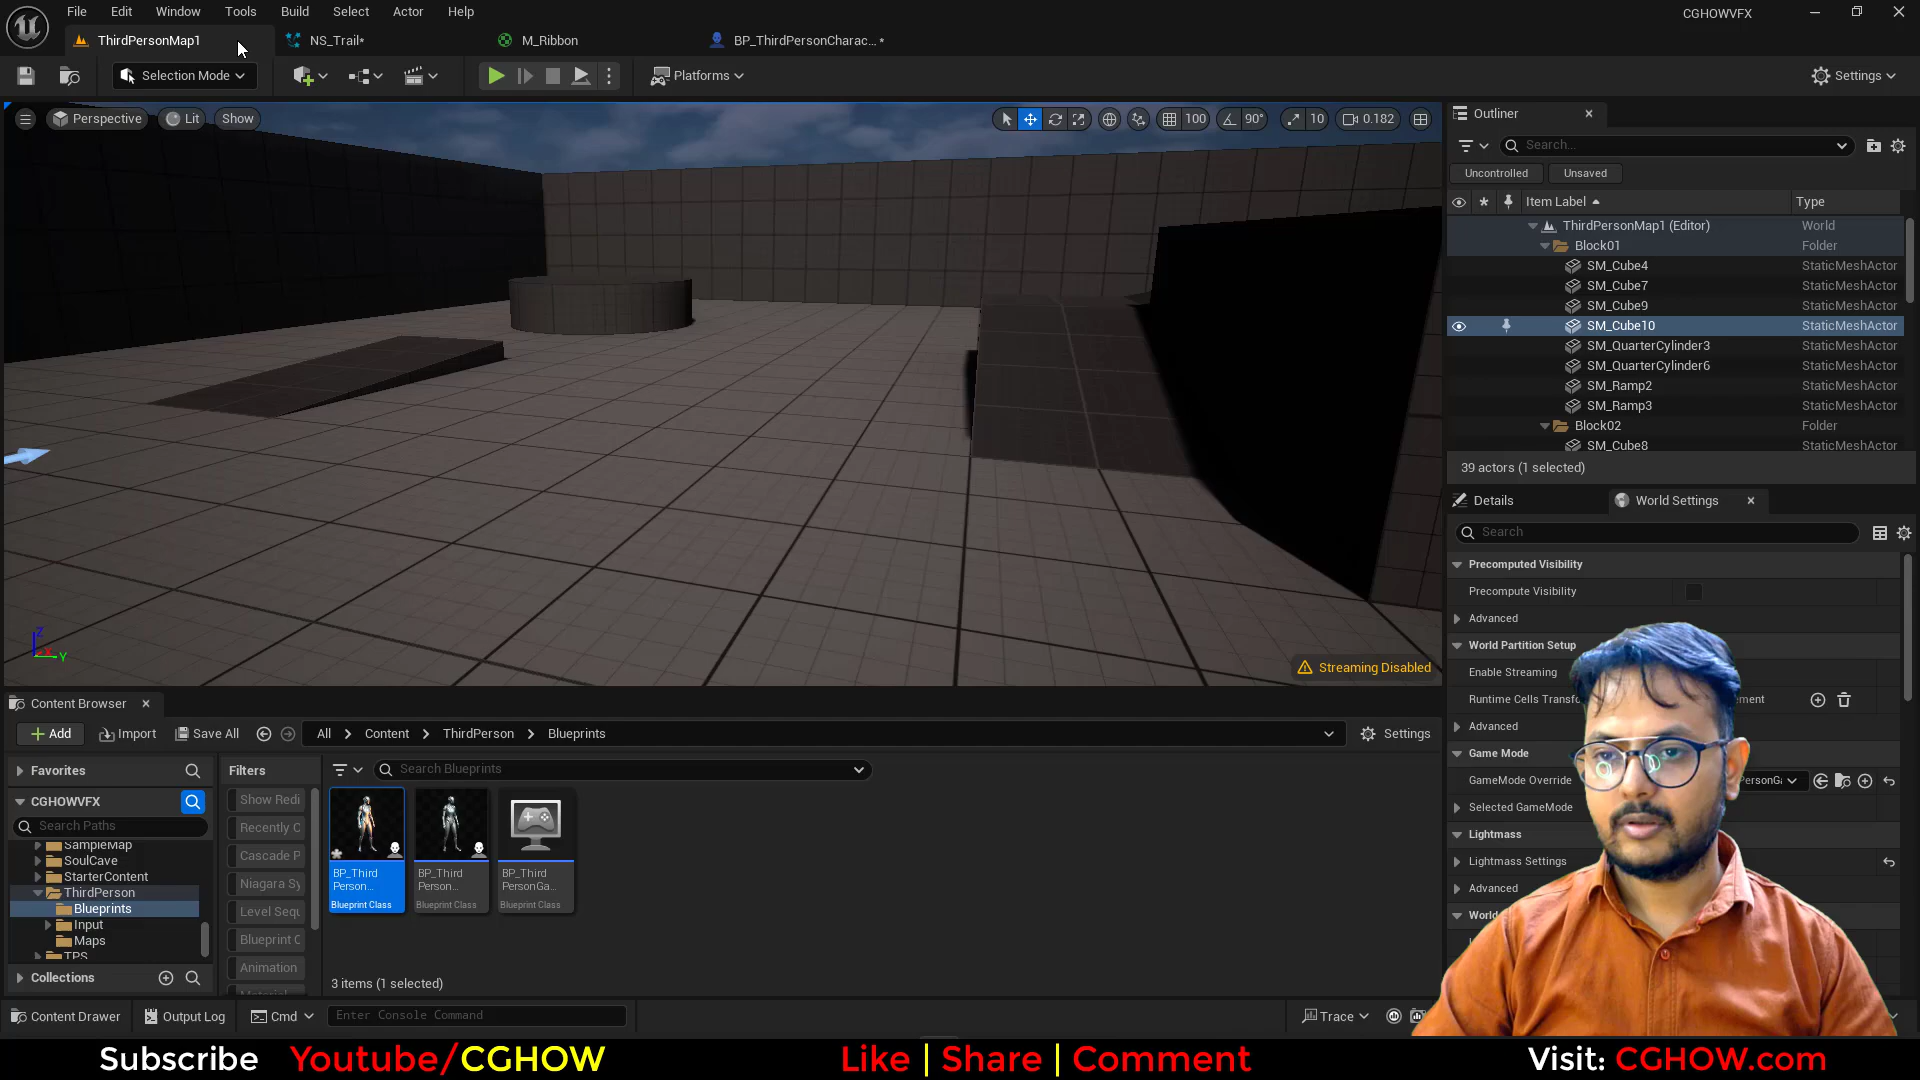 File Edit Window Tools Build Select Actor Help
CGHOWVFX
ThirdPersonMap1 NS_Trail* M_Ribbon BP_ThirdPersonCharac... *
Selection Mode Platforms Settings
Perspective Lit Show 100 90° 10 0.182
Streaming Disabled
Outliner
Search...
Uncontrolled Unsaved
Item Label Type
ThirdPersonMap1 (Editor) World
Block01 Folder
SM_Cube4 StaticMeshActor
SM_Cube7 StaticMeshActor
SM_Cube9 StaticMeshActor
SM_Cube10 StaticMeshActor
SM_QuarterCylinder3 StaticMeshActor
SM_QuarterCylinder6 StaticMeshActor
SM_Ramp2 StaticMeshActor
SM_Ramp3 StaticMeshActor
Block02 Folder
SM_Cube8 StaticMeshActor
39 actors (1 selected)
Details World Settings
Search
Precomputed Visibility
Precompute Visibility
Advanced
World Partition Setup
Enable Streaming
Runtime Cells Transfo
Advanced
Game Mode
GameMode Override
Selected GameMode
Lightmass
Lightmass Settings
Advanced
World
Z
X Y
Content Browser
Add Import Save All All Content ThirdPerson Blueprints Settings
Favorites
CGHOWVFX
Search Paths
SampleMap
SoulCave
StarterContent
ThirdPerson
Blueprints
Input
Maps
TPS
Collections
Filters
Show Redi
Recently C
Cascade P
Niagara Sy
Level Sequ
Blueprint C
Animation
Search Blueprints
BP_Third
Person...
Blueprint Class
BP_Third
Person...
Blueprint Class
BP_Third
PersonGa...
Blueprint Class
3 items (1 selected)
Content Drawer Output Log Cmd Enter Console Command Trace
Subscribe Youtube/CGHOW Like | Share | Comment Visit: CGHOW.com